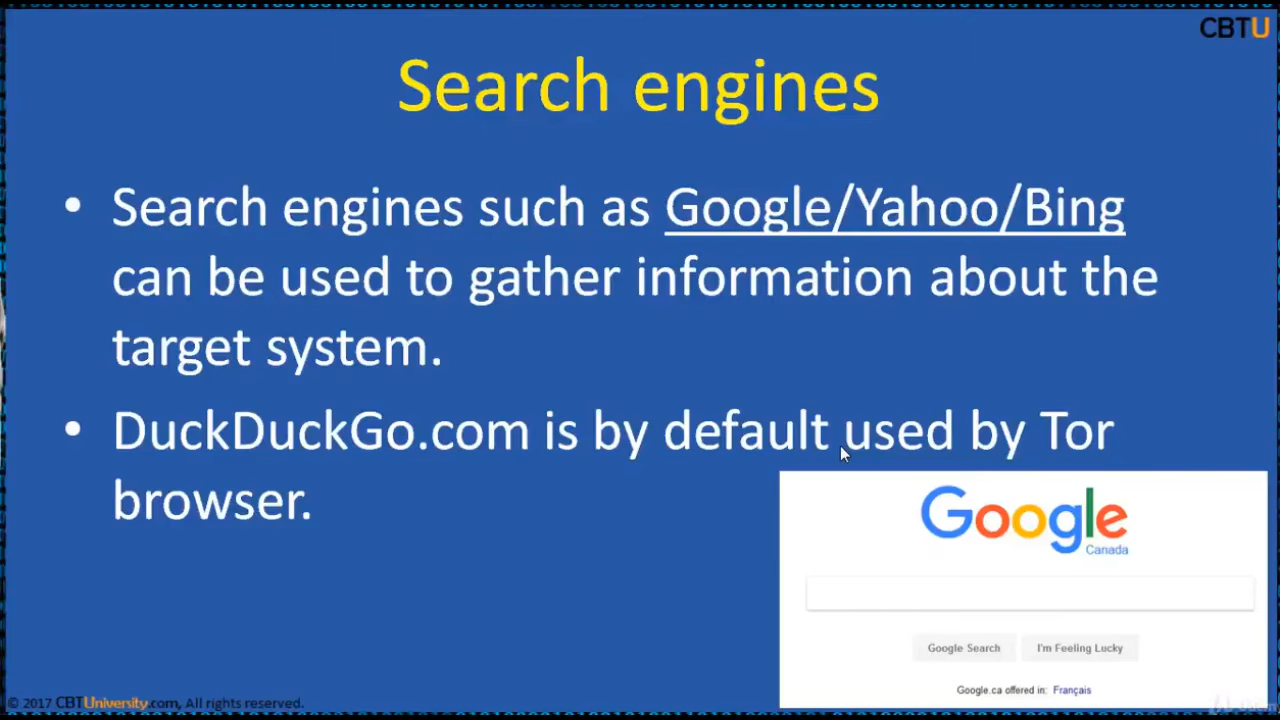 CBTU
Search engines
• Search engines such as Google/Yahoo/Bing
can be used to gather information about the
target system.
• DuckDuckGo.com is by default used by Tor
browser.
Google
Canada
Google Search I'm Feeling Lucky
Google.ca offered in: Français
© 2017 CBTUniversity.com, All rights reserved.